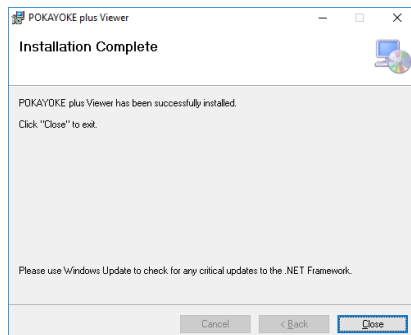 POKAYOKE plus Viewer
Installation Complete
POKAYOKE plus Viewer has been successfully installed.
Click "Close" to exit.
Please use Windows Update to check for any critical updates to the .NET Framework.
Cancel
< Back
Close